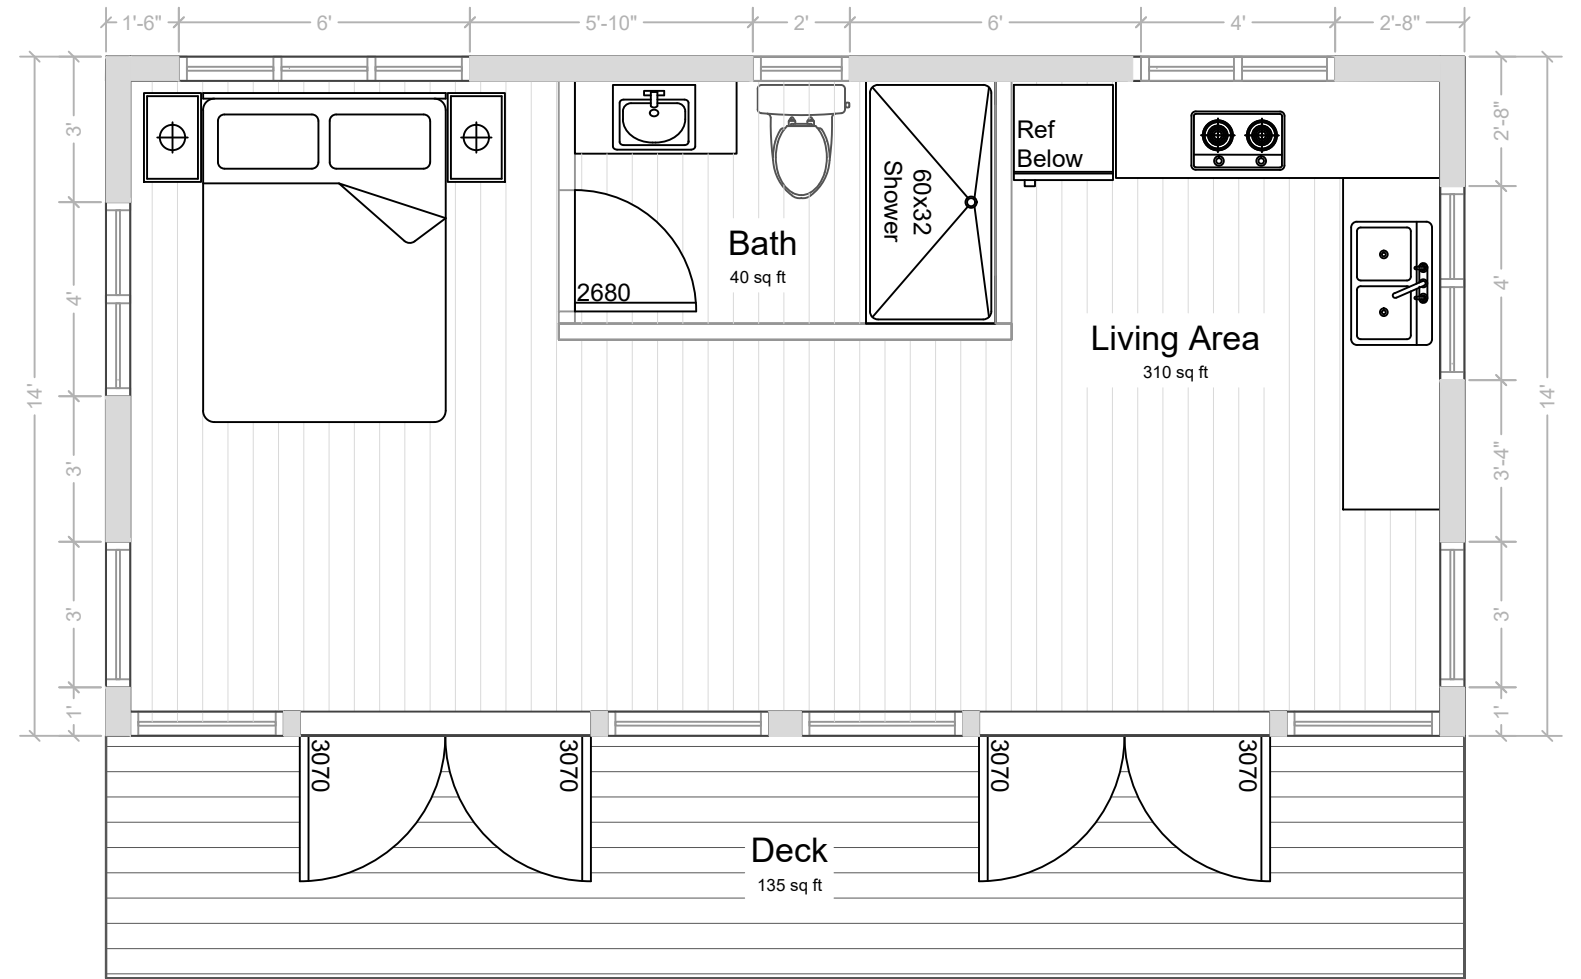 1'-6"
6'
5'-10"
2'
6'
4'
2'-8"
3'
4'
3'
3'
1'
14'
2'-8"
4'
3'-4"
3'
1'
14'
Ref
Below
60x32
Shower
Bath
40 sq ft
2680
Living Area
310 sq ft
3070
3070
3070
3070
Deck
135 sq ft